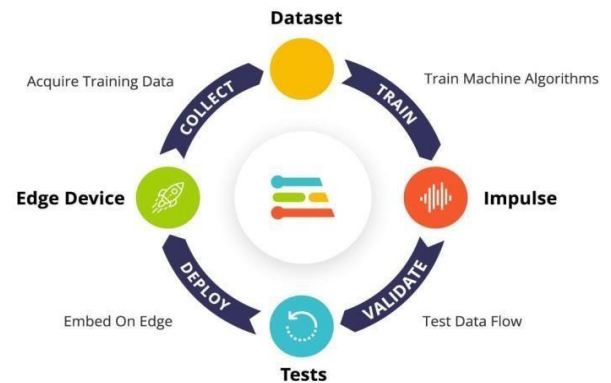 Dataset
Acquire Training Data
COLLECT
TRAIN
Train Machine Algorithms
Edge Device
Impulse
DEPLOY
VALIDATE
Embed On Edge
Test Data Flow
Tests